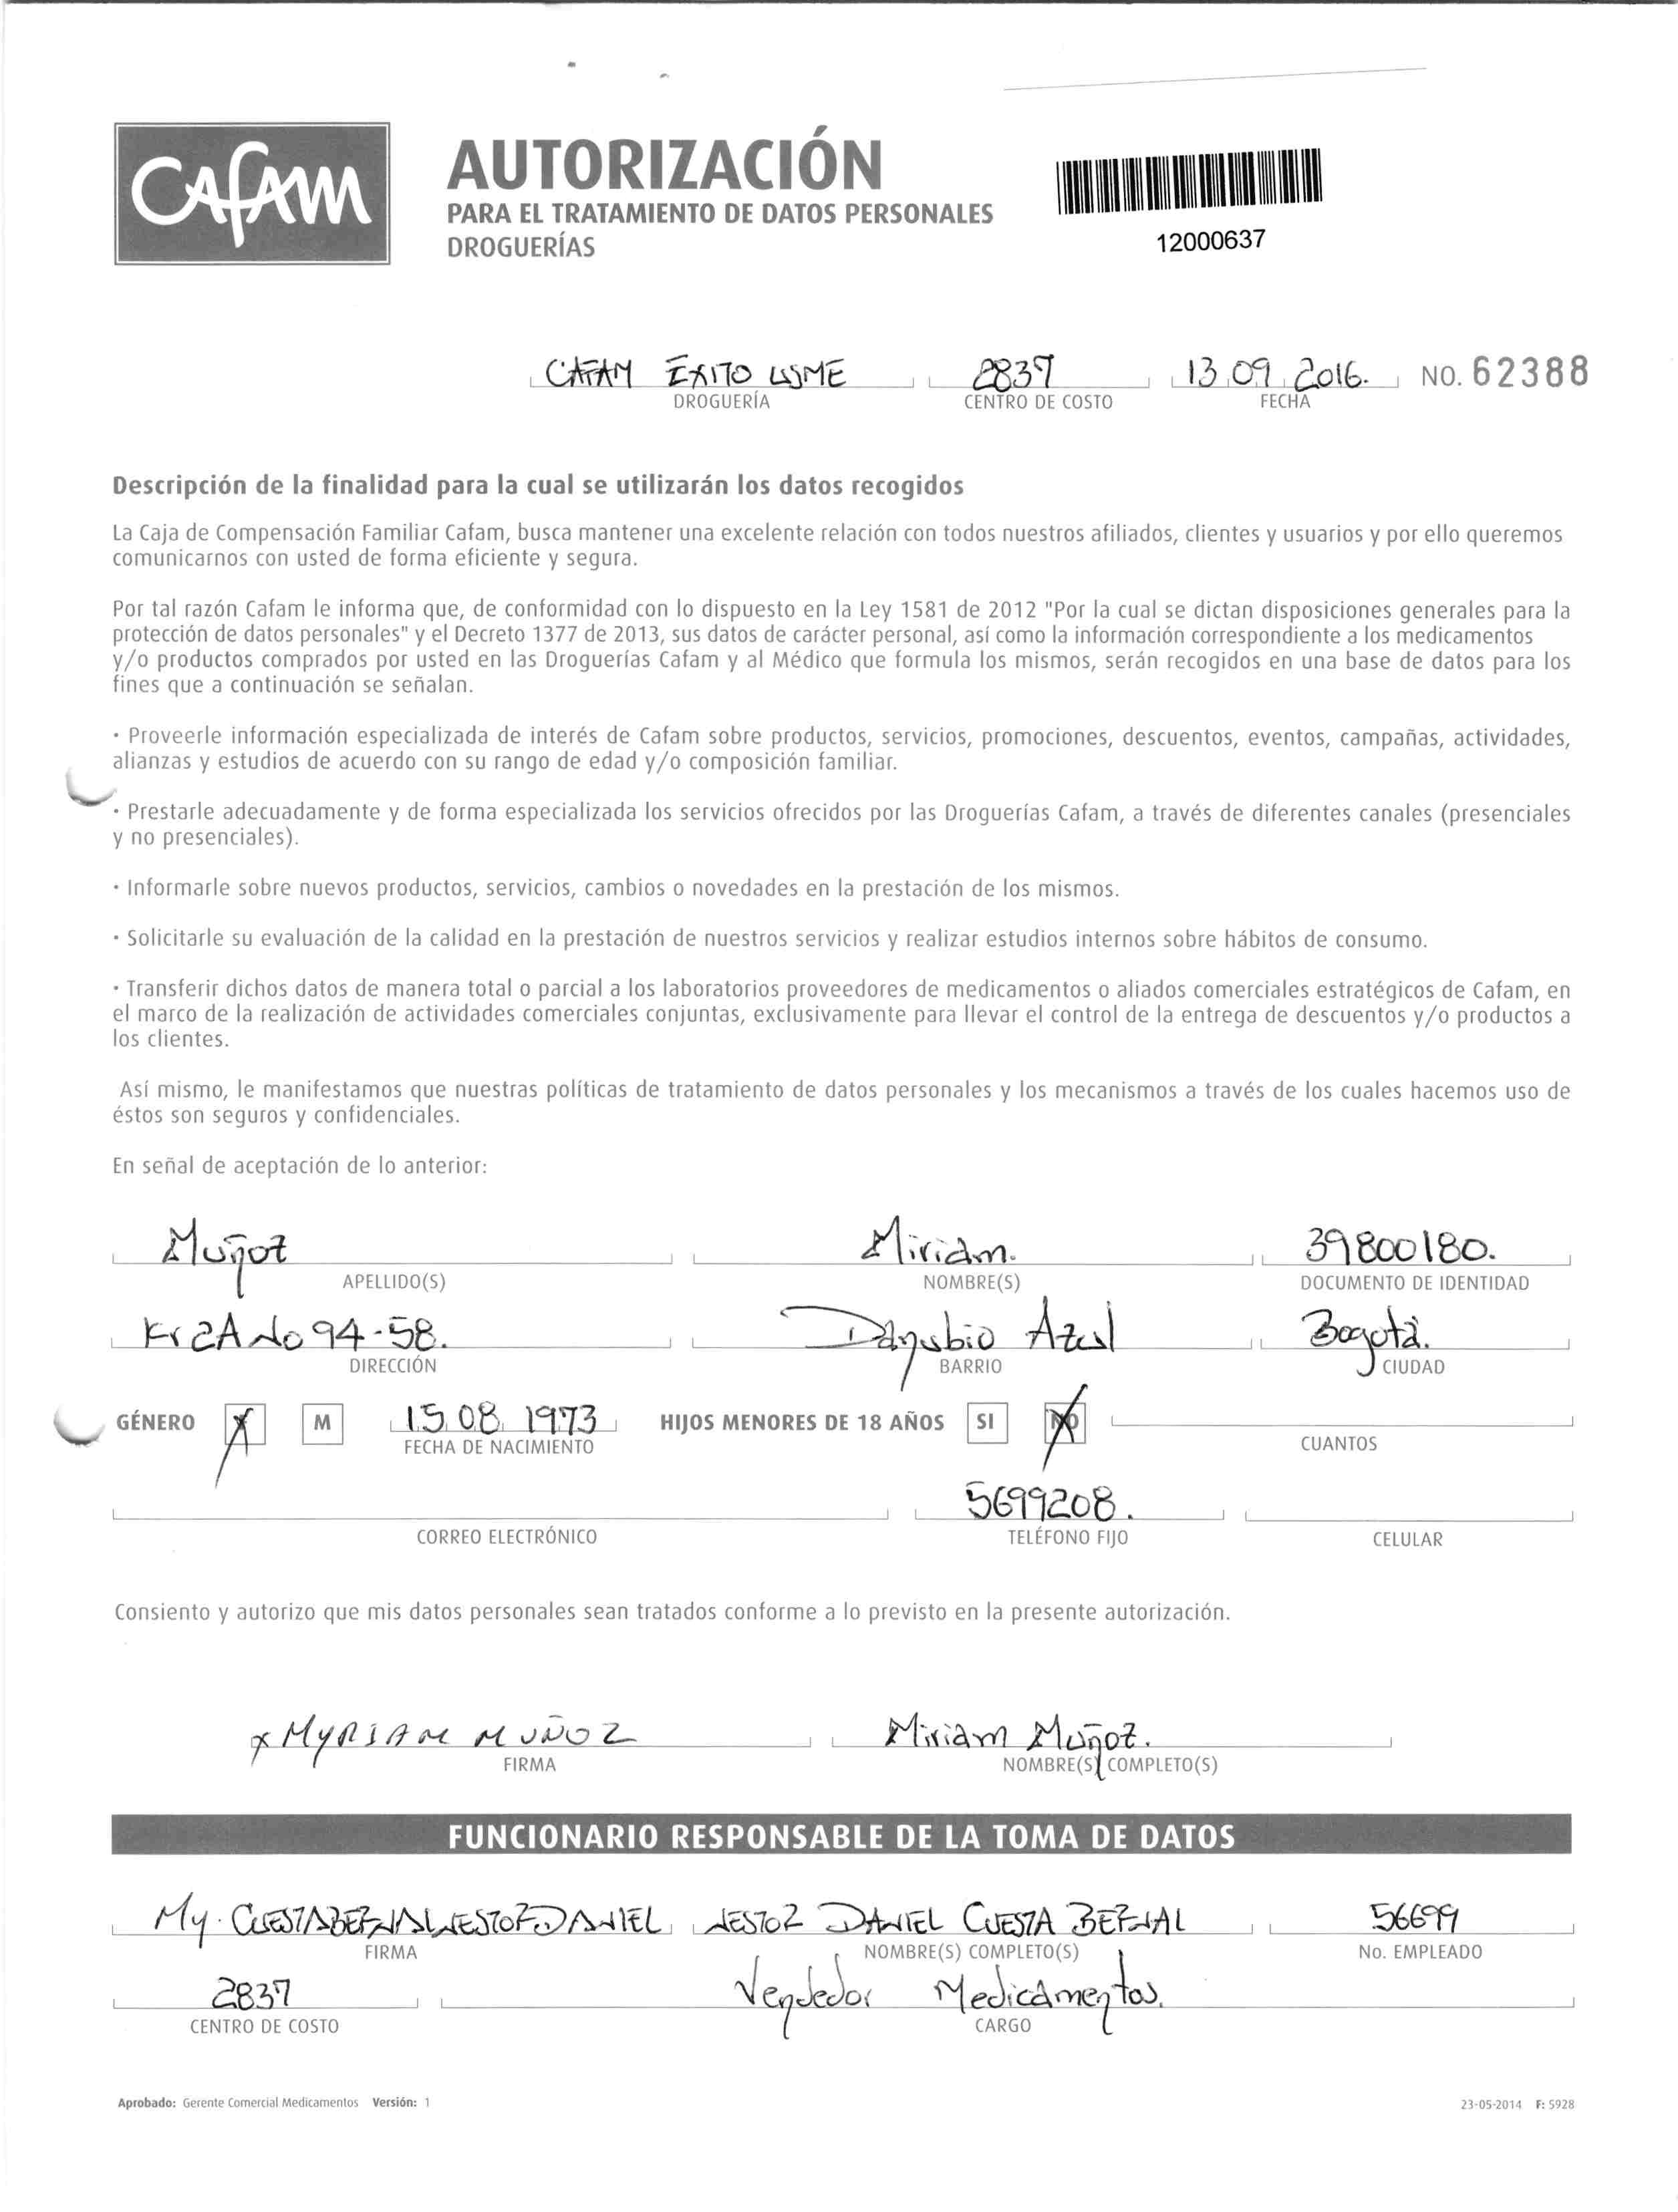 CAFAM
AUTORIZACIÓN
PARA EL TRATAMIENTO DE DATOS PERSONALES
DROGUERÍAS
12000637
CAFAM EXITO USME 2837 13 09 2016. NO. 62388
DROGUERÍA CENTRO DE COSTO FECHA
Descripción de la finalidad para la cual se utilizarán los datos recogidos
La Caja de Compensación Familiar Cafam, busca mantener una excelente relación con todos nuestros afiliados, clientes y usuarios y por ello queremos
comunicarnos con usted de forma eficiente y segura.
Por tal razón Cafam le informa que, de conformidad con lo dispuesto en la Ley 1581 de 2012 "Por la cual se dictan disposiciones generales para la
protección de datos personales" y el Decreto 1377 de 2013, sus datos de carácter personal, así como la información correspondiente a los medicamentos
y/o productos comprados por usted en las Droguerías Cafam y al Médico que formula los mismos, serán recogidos en una base de datos para los
fines que a continuación se señalan.
· Proveerle información especializada de interés de Cafam sobre productos, servicios, promociones, descuentos, eventos, campañas, actividades,
alianzas y estudios de acuerdo con su rango de edad y/o composición familiar.
· Prestarle adecuadamente y de forma especializada los servicios ofrecidos por las Droguerías Cafam, a través de diferentes canales (presenciales
y no presenciales).
· Informarle sobre nuevos productos, servicios, cambios o novedades en la prestación de los mismos.
· Solicitarle su evaluación de la calidad en la prestación de nuestros servicios y realizar estudios internos sobre hábitos de consumo.
· Transferir dichos datos de manera total o parcial a los laboratorios proveedores de medicamentos o aliados comerciales estratégicos de Cafam, en
el marco de la realización de actividades comerciales conjuntas, exclusivamente para llevar el control de la entrega de descuentos y/o productos a
los clientes.
Así mismo, le manifestamos que nuestras políticas de tratamiento de datos personales y los mecanismos a través de los cuales hacemos uso de
éstos son seguros y confidenciales.
En señal de aceptación de lo anterior:
Muñoz Miriam. 39800180.
APELLIDO(S) NOMBRE(S) DOCUMENTO DE IDENTIDAD
Kr 2A No 94-58. Danubio Azul Bogotá.
DIRECCIÓN BARRIO CIUDAD
GÉNERO X M 15 08 1973 HIJOS MENORES DE 18 AÑOS SI NO
FECHA DE NACIMIENTO CUANTOS
5699208.
CORREO ELECTRÓNICO TELÉFONO FIJO CELULAR
Consiento y autorizo que mis datos personales sean tratados conforme a lo previsto en la presente autorización.
x MYRIAM MUÑOZ Miriam Muñoz.
FIRMA NOMBRE(S) COMPLETO(S)
FUNCIONARIO RESPONSABLE DE LA TOMA DE DATOS
My. CUESTABERNALNESTORDANIEL NESTOR DANIEL CUESTA BERNAL 56699
FIRMA NOMBRE(S) COMPLETO(S) No. EMPLEADO
2837 Vendedor Medicamentos.
CENTRO DE COSTO CARGO
Aprobado: Gerente Comercial Medicamentos Versión: 1 23-05-2014 F: 5928